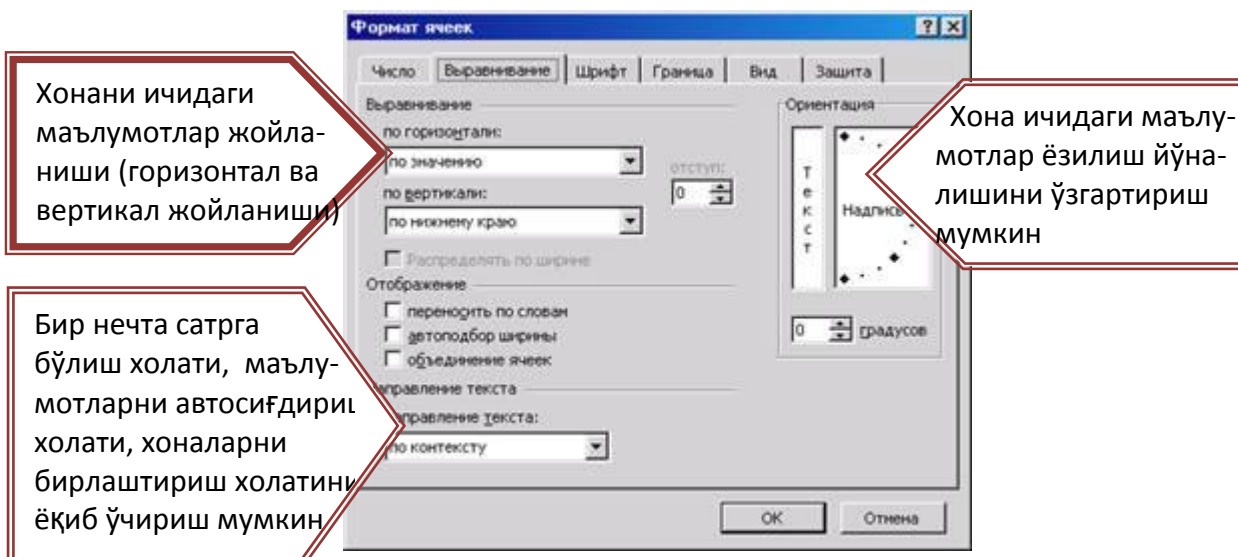 Формат ячеек
Число Выравнивание Шрифт Граница Вид Защита
Хонани ичидаги
маълумотлар жойла-
ниши (горизонтал ва
вертикал жойланиши)
Выравнивание
по горизонтали:
по значению
отступ:
0
по вертикали:
по нижнему краю
Распределять по ширине
Отображение
переносить по словам
автоподбор ширины
объединение ячеек
Направление текста
направление текста:
по контексту
Ориентация
Текст
Надпись
0 градусов
Хона ичидаги маълу-
мотлар ёзилиш йўна-
лишини ўзгартириш
мумкин
Бир нечта сатрга
бўлиш холати, маълу-
мотларни автосиғдириш
холати, хоналарни
бирлаштириш холатини
ёқиб ўчириш мумкин
ОК Отмена